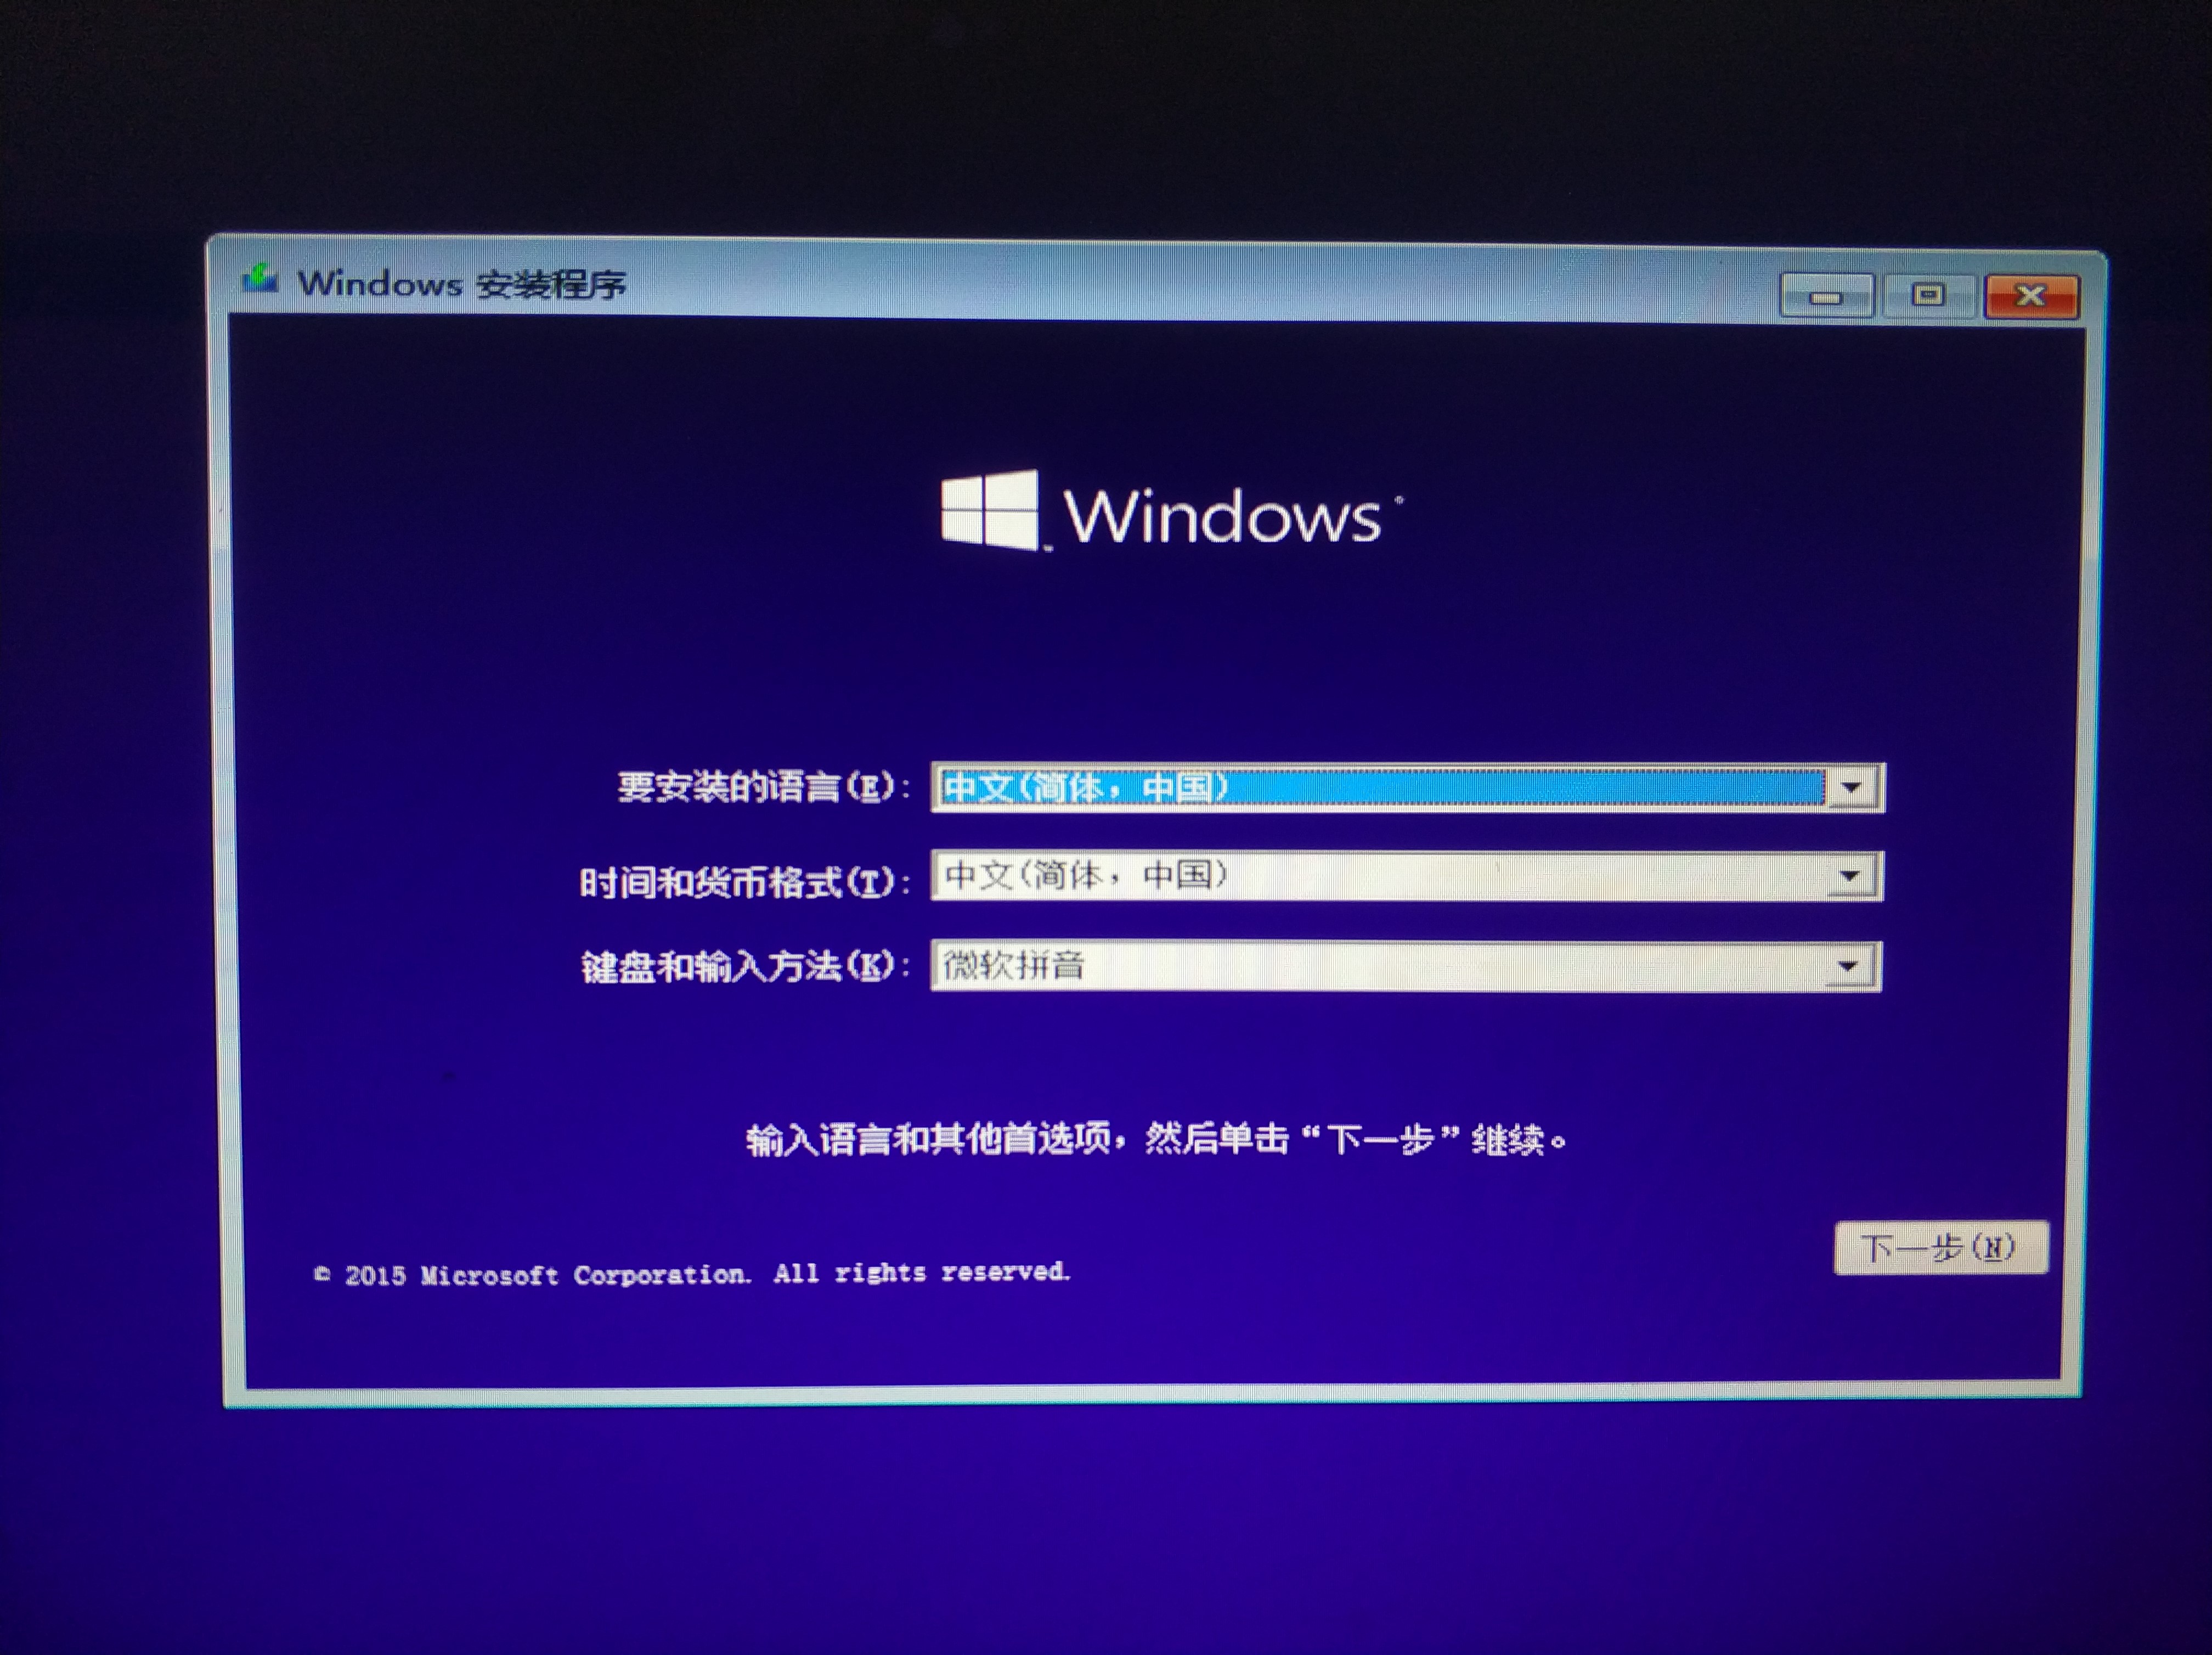 Windows 安装程序
Windows
要安装的语言(E): 中文(简体，中国)
时间和货币格式(T): 中文(简体，中国)
键盘和输入方法(K): 微软拼音
输入语言和其他首选项，然后单击“下一步”继续。
下一步(N)
© 2015 Microsoft Corporation. All rights reserved.